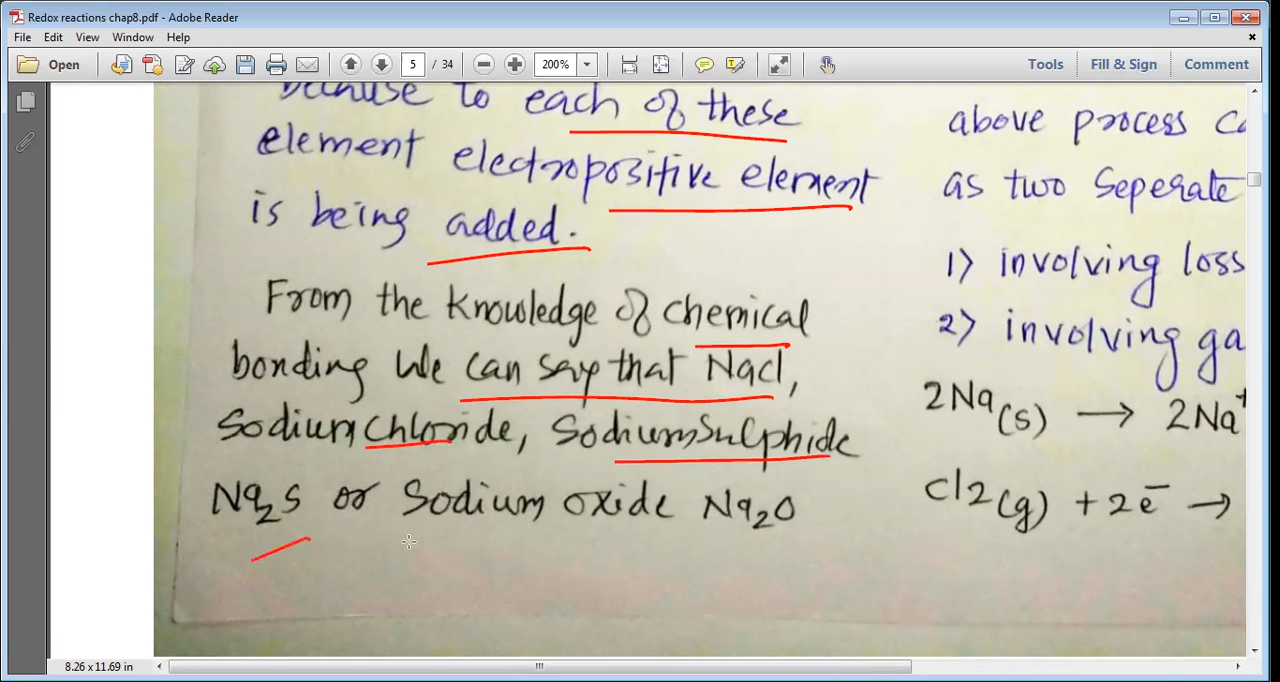 Redox reactions chap8.pdf - Adobe Reader
File Edit View Window Help
Open 5 / 34 200% Tools Fill & Sign Comment
because to each of these
element electropositive element
is being added.
From the knowledge of chemical
bonding we can say that Nacl,
Sodium chloride, Sodium Sulphide
Na2S or Sodium oxide Na2O
above process
as two Seperate
1) involving loss
2) involving ga
2Na(s) → 2Na+
Cl2(g) + 2e- →
8.26 x 11.69 in